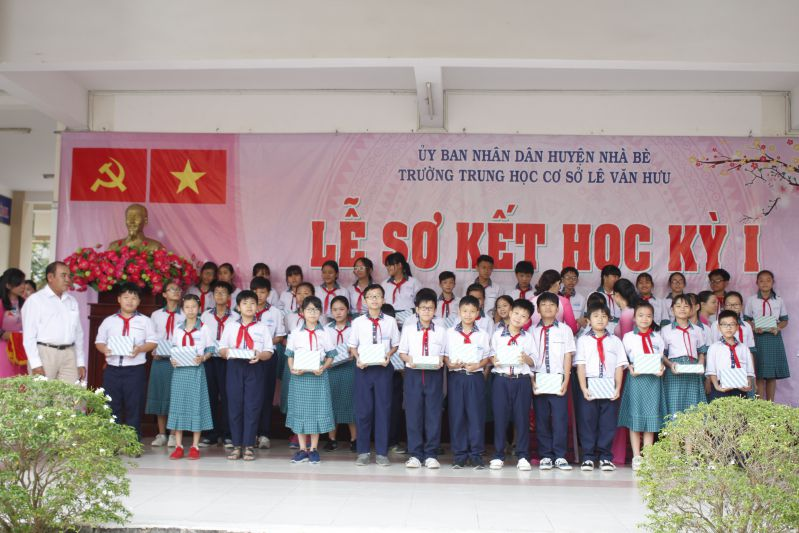 ỦY BAN NHÂN DÂN HUYỆN NHÀ BÈ
TRƯỜNG TRUNG HỌC CƠ SỞ LÊ VĂN HƯU
LỄ SƠ KẾT HỌC KỲ I